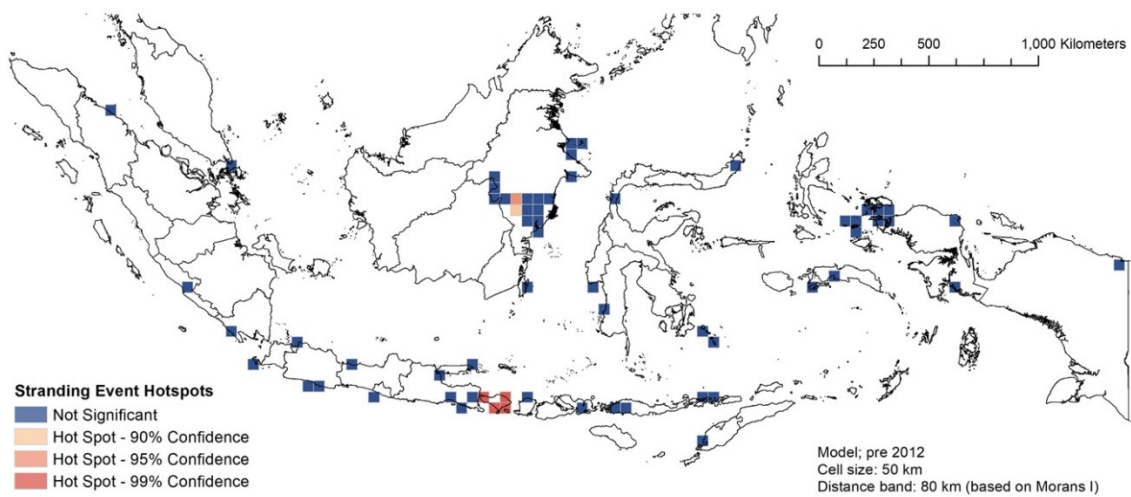 0 250 500 1,000 Kilometers
Stranding Event Hotspots
Not Significant
Hot Spot - 90% Confidence
Hot Spot - 95% Confidence
Hot Spot - 99% Confidence
Model; pre 2012
Cell size: 50 km
Distance band: 80 km (based on Morans I)